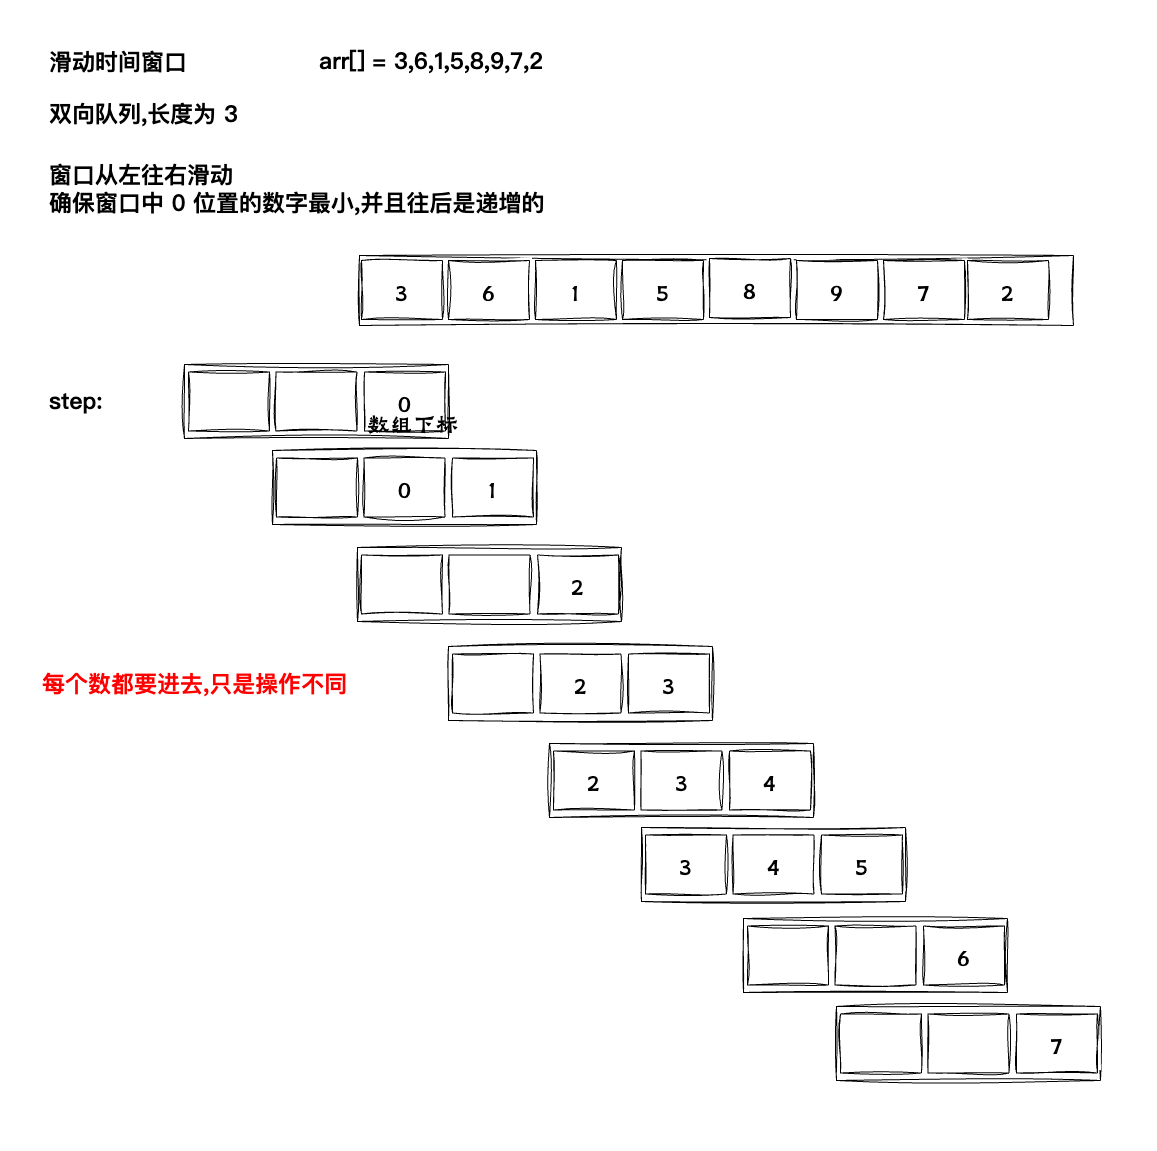 滑动时间窗口 arr[] = 3,6,1,5,8,9,7,2
双向队列,长度为 3
窗口从左往右滑动
确保窗口中 0 位置的数字最小,并且往后是递增的
3 6 1 5 8 9 7 2
step: 0
数组下标
0 1
2
每个数都要进去,只是操作不同 2 3
2 3 4
3 4 5
6
7